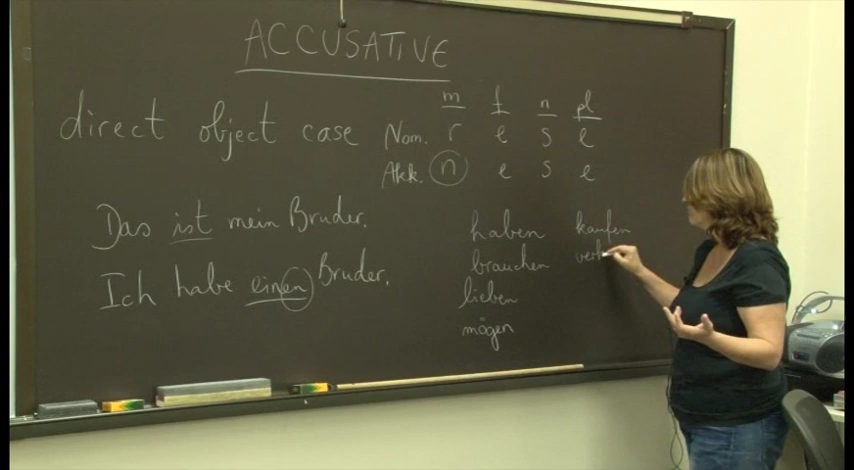 ACCUSATIVE
direct object case
m f n pl
Nom. r e s e
Akk. n e s e
Das ist mein Bruder.
Ich habe einen Bruder.
haben kaufen
brauchen
lieben
mögen